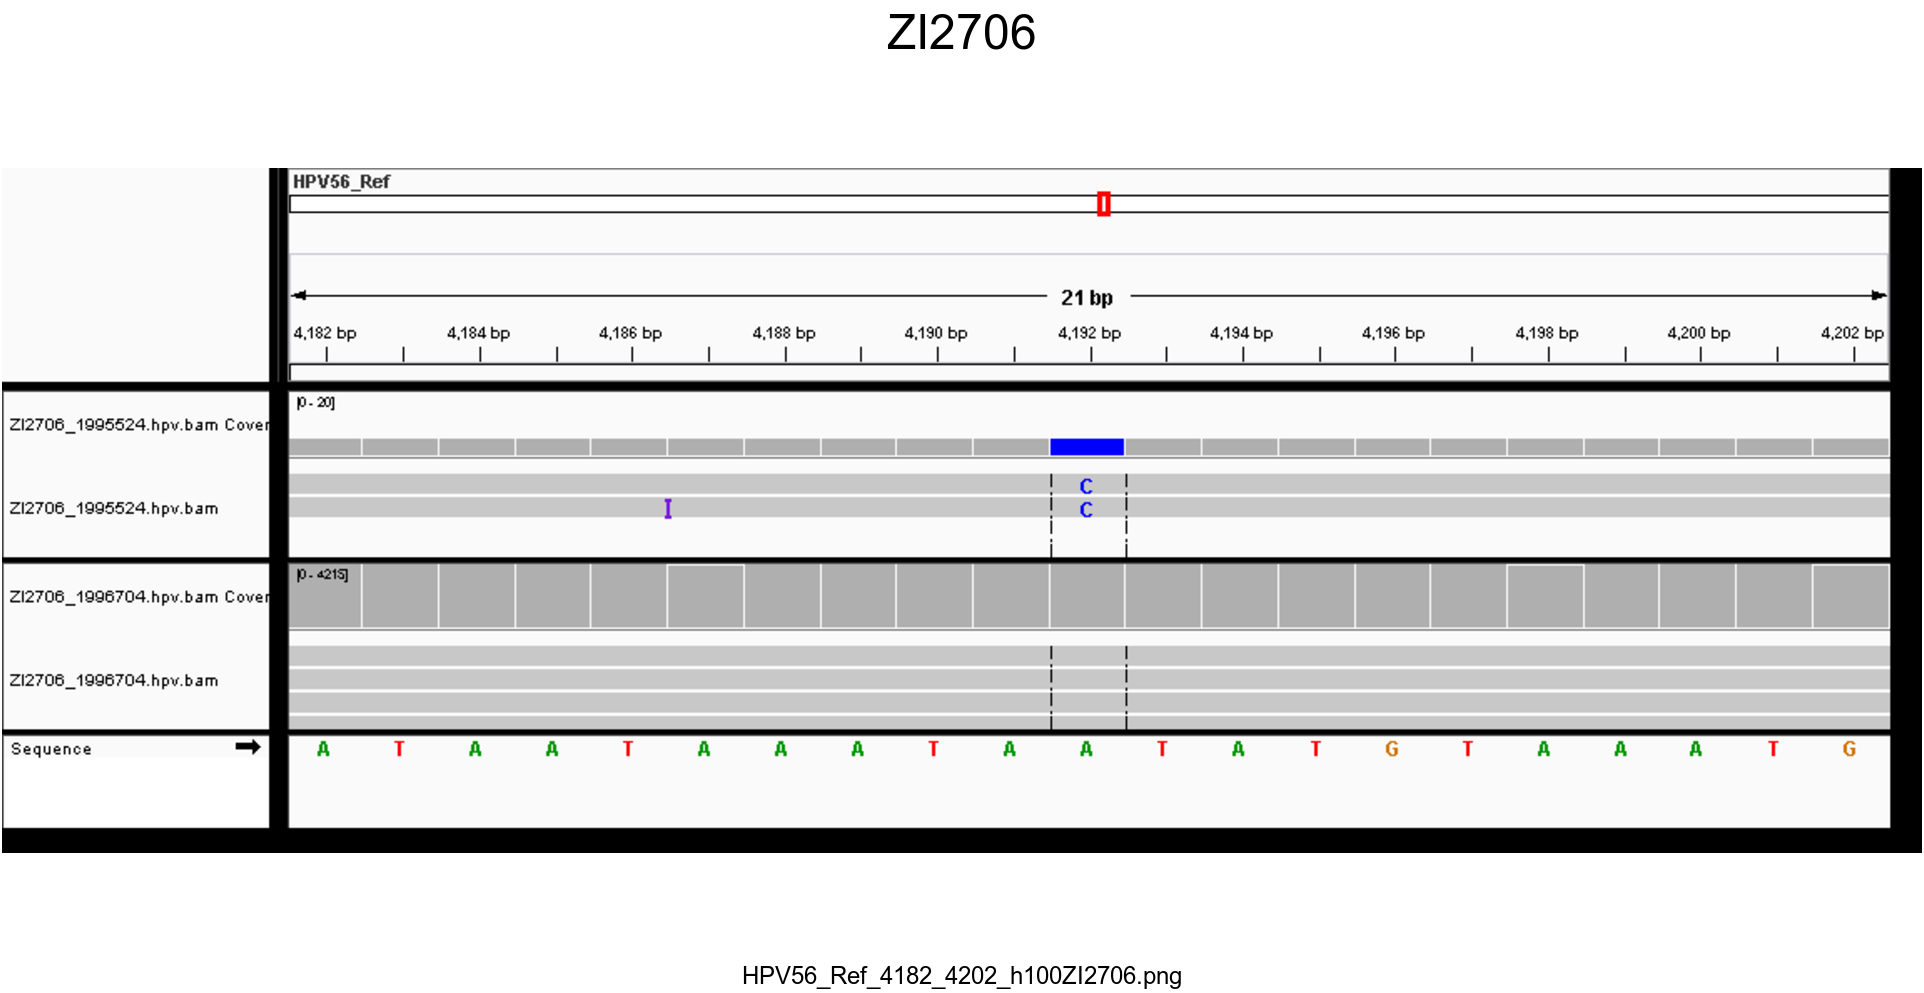 ZI2706
HPV56_Ref
21 bp
4,182 bp 4,184 bp 4,186 bp 4,188 bp 4,190 bp 4,192 bp 4,194 bp 4,196 bp 4,198 bp 4,200 bp 4,202 bp
[0 - 20]
ZI2706_1995524.hpv.bam Cover
C
ZI2706_1995524.hpv.bam I C
[0 - 4215]
ZI2706_1996704.hpv.bam Cover
ZI2706_1996704.hpv.bam
Sequence A T A A T A A A T A A T A T G T A A A T G
HPV56_Ref_4182_4202_h100ZI2706.png